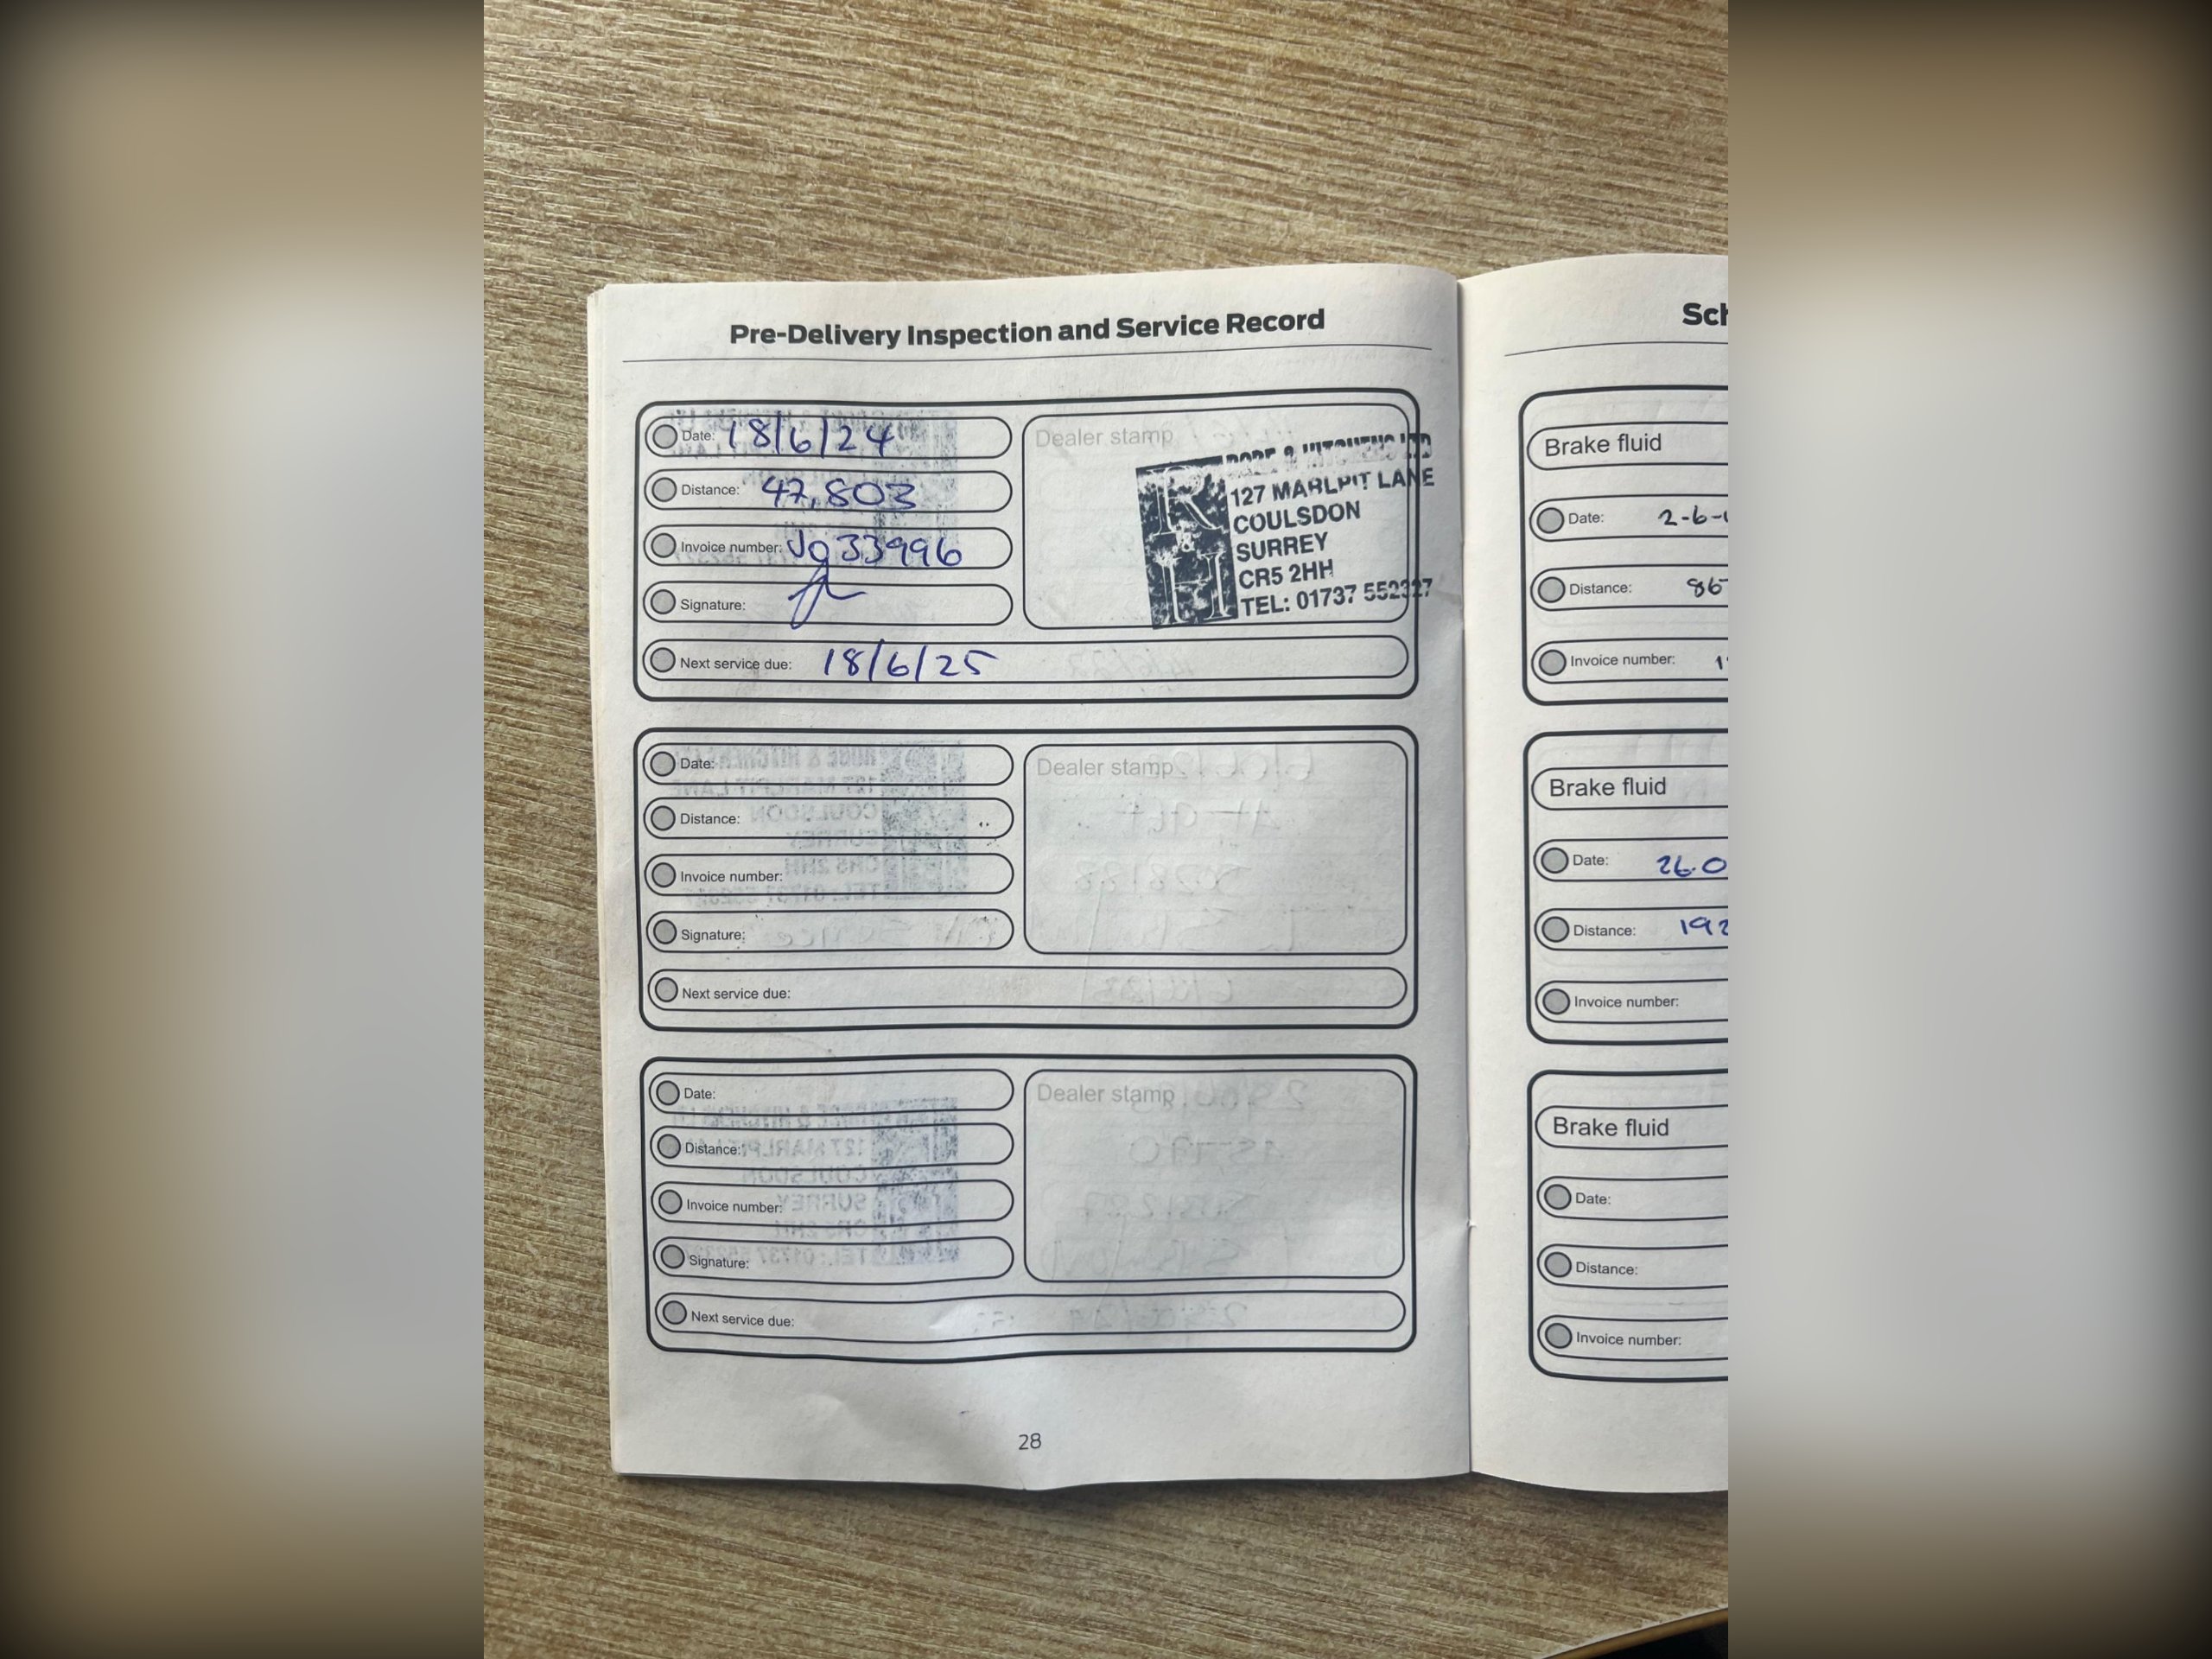 Pre-Delivery Inspection and Service Record
Date: 18/6/24
Distance: 47,803
Invoice number: Jo33996
Signature:
Next service due: 18/6/25
Dealer stamp
127 MARLPIT LANE
COULSDON
SURREY
CR5 2HH
TEL: 01737 552327
R & H
Date:
Distance:
Invoice number:
Signature:
Next service due:
Dealer stamp
Date:
Distance:
Invoice number:
Signature:
Next service due:
Dealer stamp
28
Sch
Brake fluid
Date: 2-6-
Distance: 86
Invoice number: 1
Brake fluid
Date: 26.0
Distance: 192
Invoice number:
Brake fluid
Date:
Distance:
Invoice number: